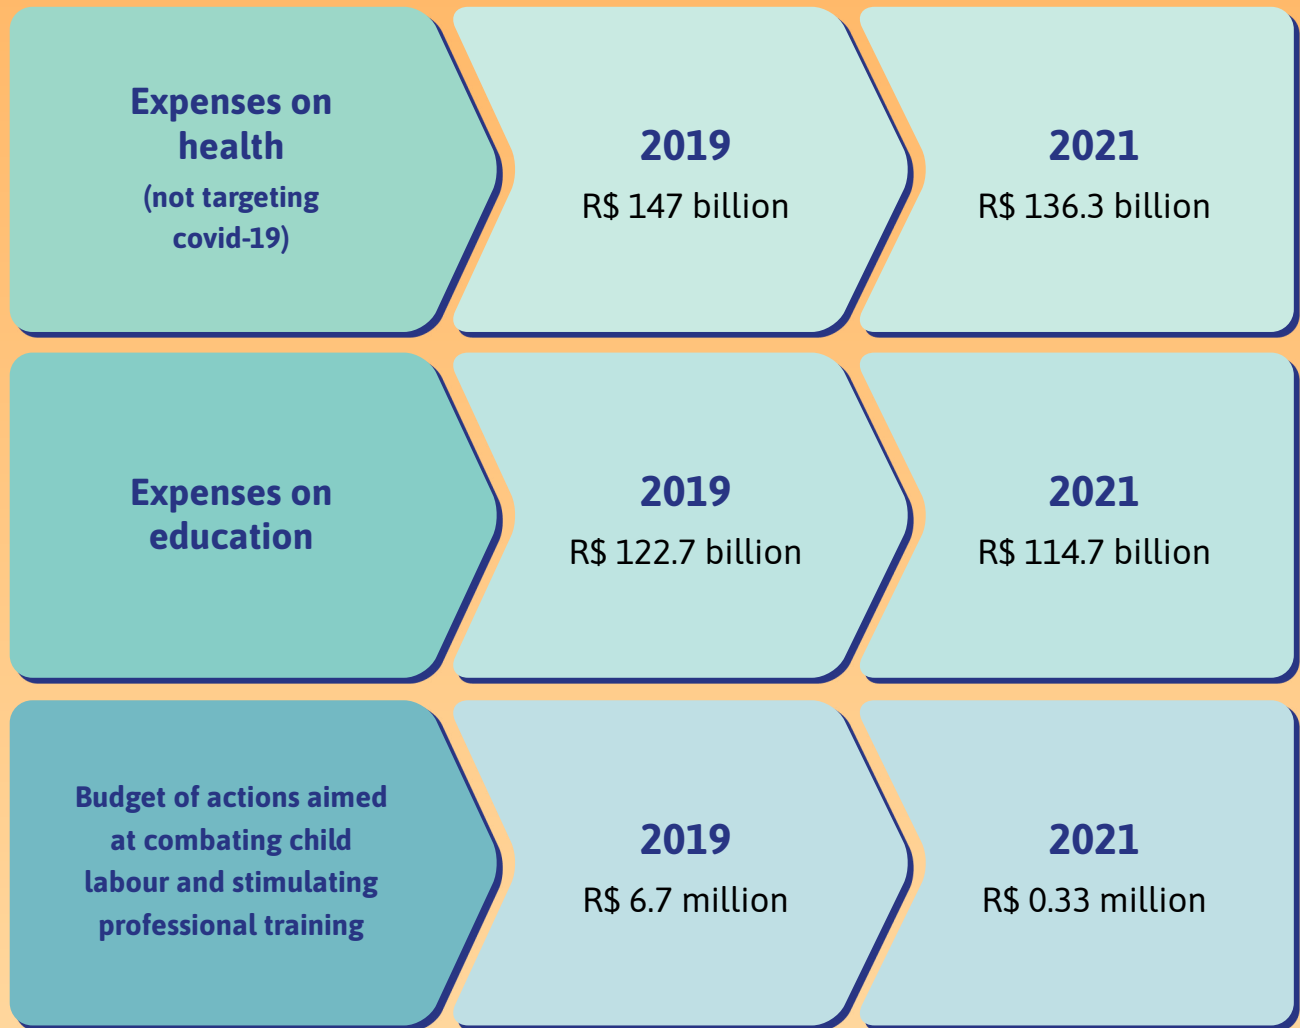 Expenses on
health
(not targeting
covid-19)
2019
R$ 147 billion
2021
R$ 136.3 billion
Expenses on
education
2019
R$ 122.7 billion
2021
R$ 114.7 billion
Budget of actions aimed
at combating child
labour and stimulating
professional training
2019
R$ 6.7 million
2021
R$ 0.33 million